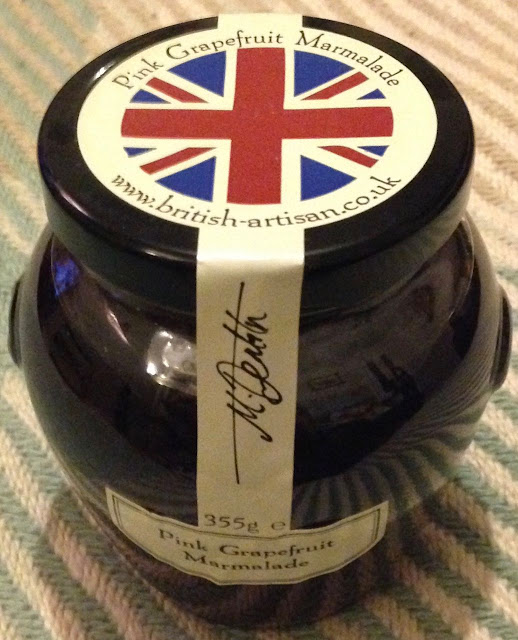 Pink Grapefruit Marmalade
www.british-artisan.co.uk
355g e
Pink Grapefruit
Marmalade